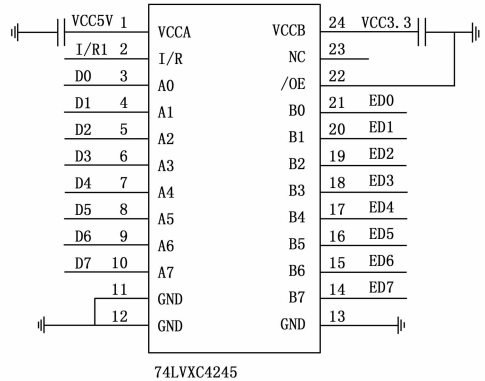 VCC5V 1 VCCA VCCB 24 VCC3.3
I/R1 2 I/R NC 23
D0 3 A0 /OE 22
D1 4 A1 B0 21 ED0
D2 5 A2 B1 20 ED1
D3 6 A3 B2 19 ED2
D4 7 A4 B3 18 ED3
D5 8 A5 B4 17 ED4
D6 9 A6 B5 16 ED5
D7 10 A7 B6 15 ED6
11 GND B7 14 ED7
12 GND GND 13
74LVXC4245